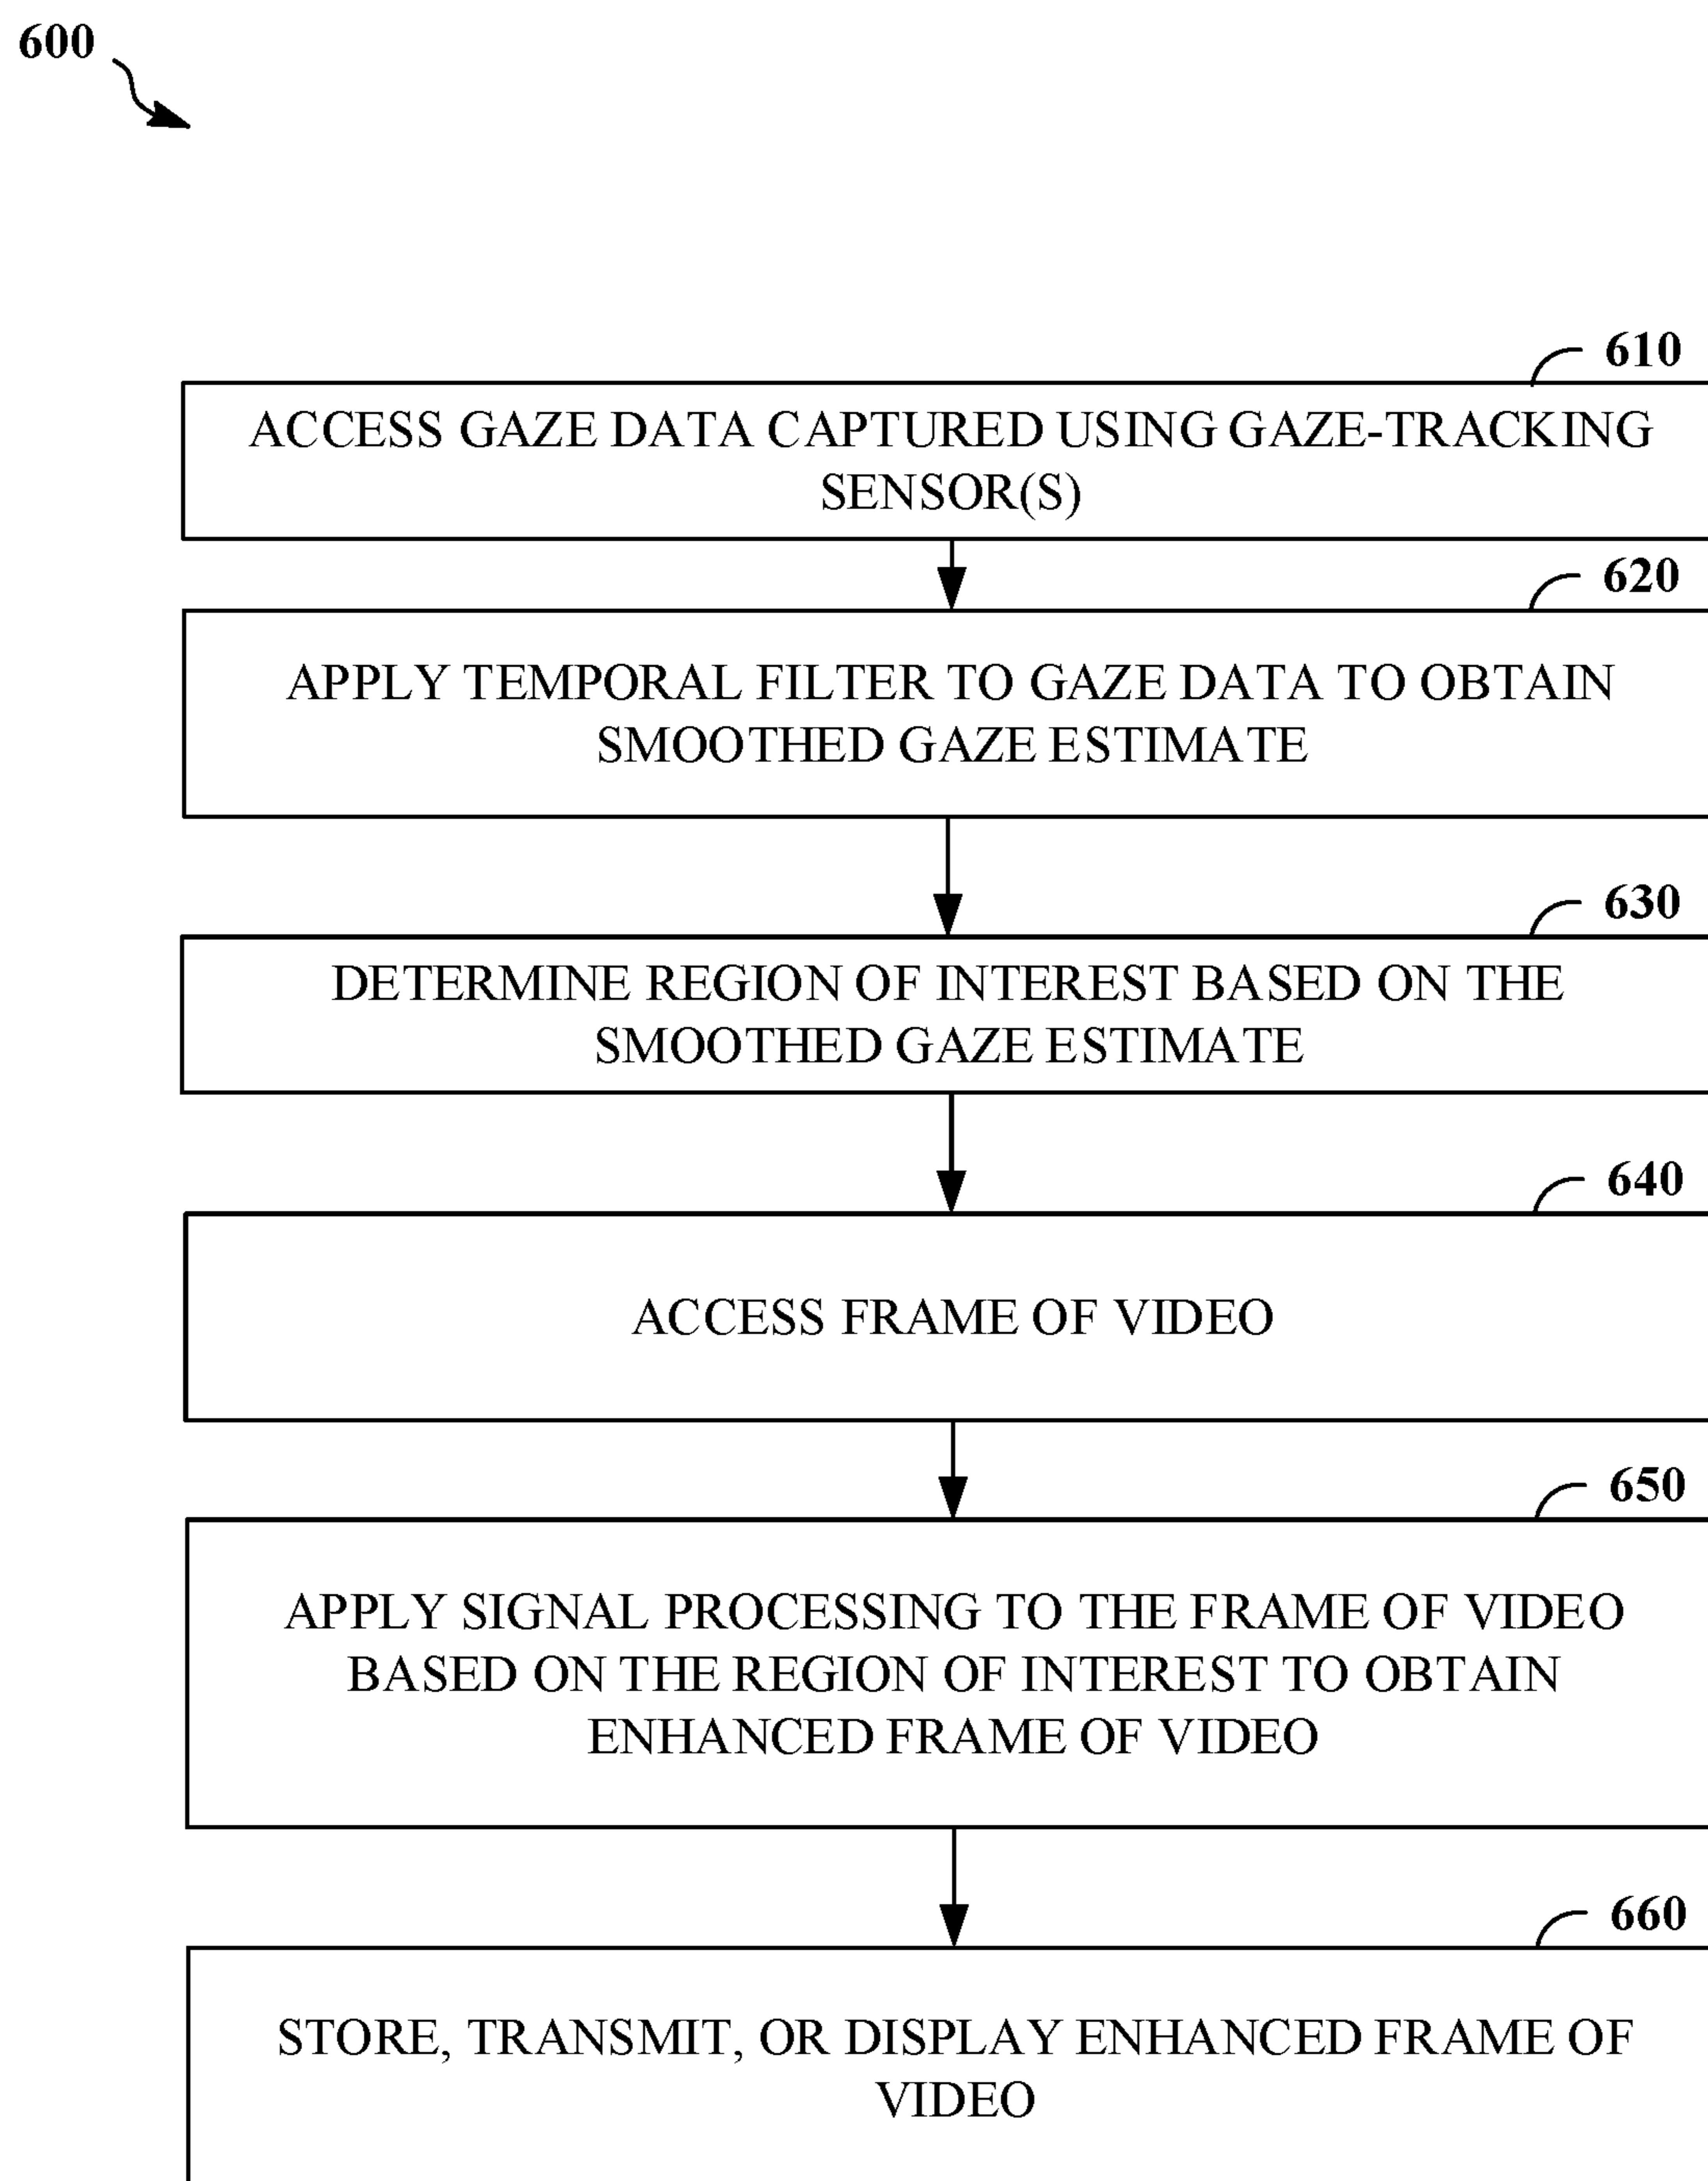 600
610
ACCESS GAZE DATA CAPTURED USING GAZE-TRACKING
SENSOR(S)
620
APPLY TEMPORAL FILTER TO GAZE DATA TO OBTAIN
SMOOTHED GAZE ESTIMATE
630
DETERMINE REGION OF INTEREST BASED ON THE
SMOOTHED GAZE ESTIMATE
640
ACCESS FRAME OF VIDEO
650
APPLY SIGNAL PROCESSING TO THE FRAME OF VIDEO
BASED ON THE REGION OF INTEREST TO OBTAIN
ENHANCED FRAME OF VIDEO
660
STORE, TRANSMIT, OR DISPLAY ENHANCED FRAME OF
VIDEO